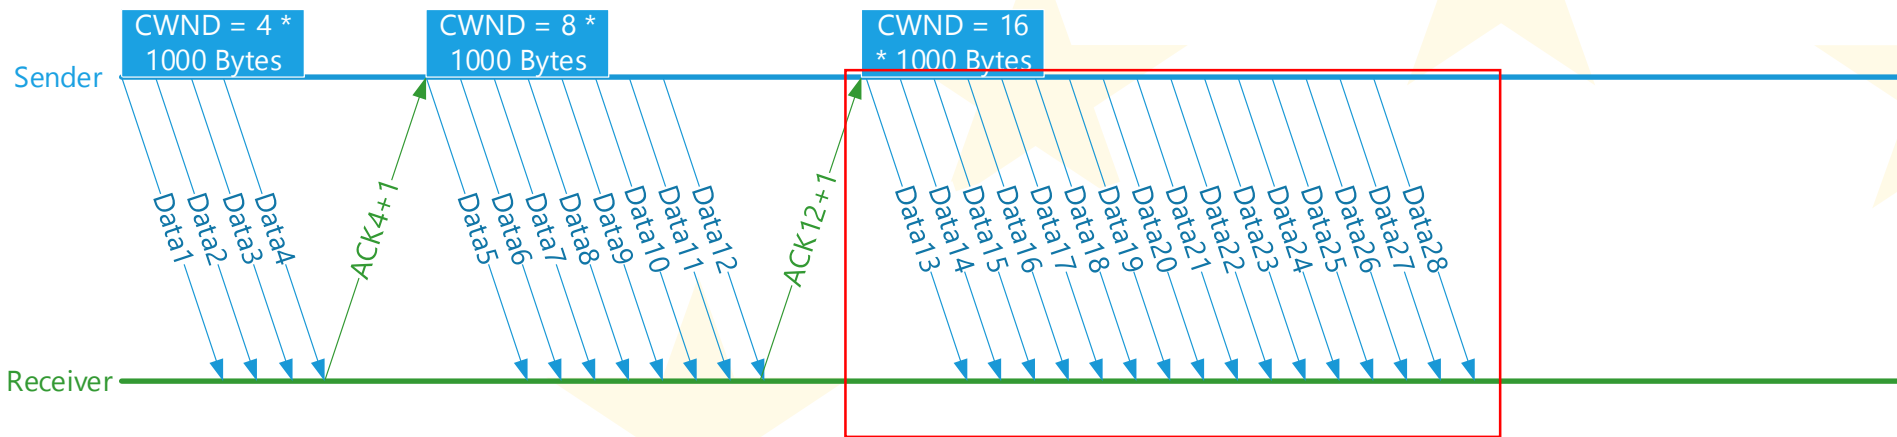 CWND = 4 *
1000 Bytes
CWND = 8 *
1000 Bytes
CWND = 16
* 1000 Bytes
Sender
Data1
Data2
Data3
Data4
ACK4+1
Data5
Data6
Data7
Data8
Data9
Data10
Data11
Data12
ACK12+1
Data13
Data14
Data15
Data16
Data17
Data18
Data19
Data20
Data21
Data22
Data23
Data24
Data25
Data26
Data27
Data28
Receiver